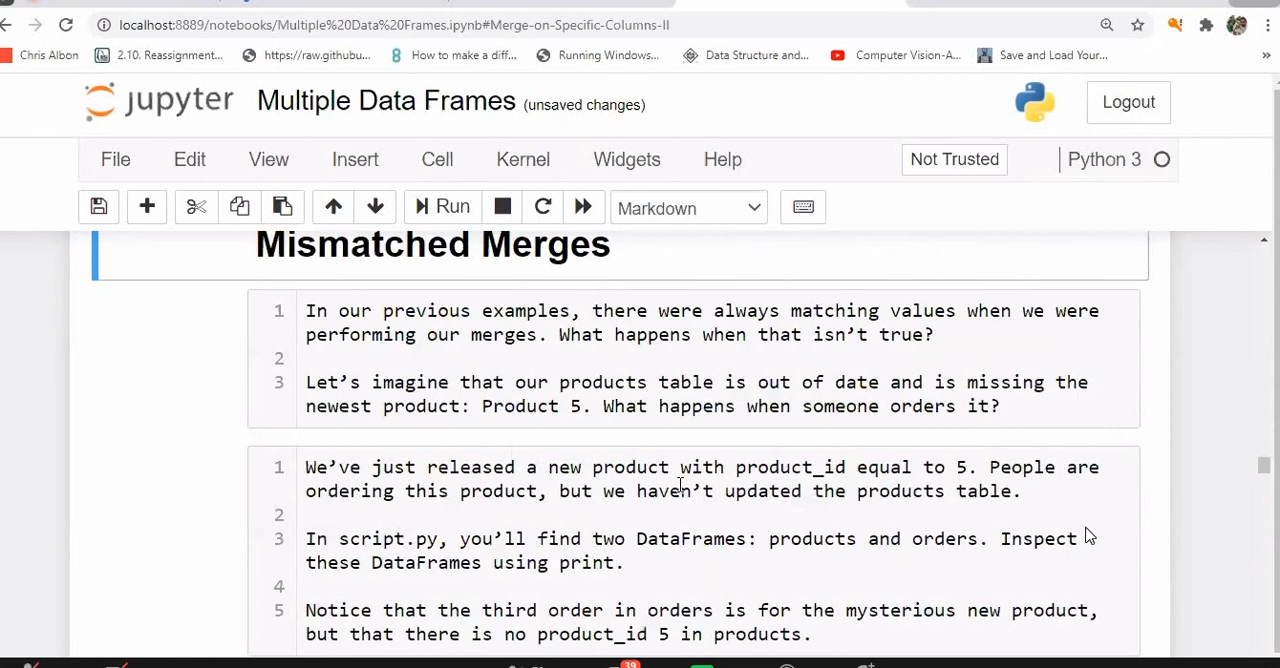 localhost:8889/notebooks/Multiple%20Data%20Frames.ipynb#Merge-on-Specific-Columns-II
Chris Albon 2.10. Reassignment... https://raw.githubu... How to make a diff... Running Windows... Data Structure and... Computer Vision-A... Save and Load Your... »
jupyter Multiple Data Frames (unsaved changes) Logout
File Edit View Insert Cell Kernel Widgets Help Not Trusted Python 3
Run Markdown
Mismatched Merges
1 In our previous examples, there were always matching values when we were
performing our merges. What happens when that isn’t true?
2
3 Let’s imagine that our products table is out of date and is missing the
newest product: Product 5. What happens when someone orders it?
1 We’ve just released a new product with product_id equal to 5. People are
ordering this product, but we haven’t updated the products table.
2
3 In script.py, you’ll find two DataFrames: products and orders. Inspect
these DataFrames using print.
4
5 Notice that the third order in orders is for the mysterious new product,
but that there is no product_id 5 in products.
39